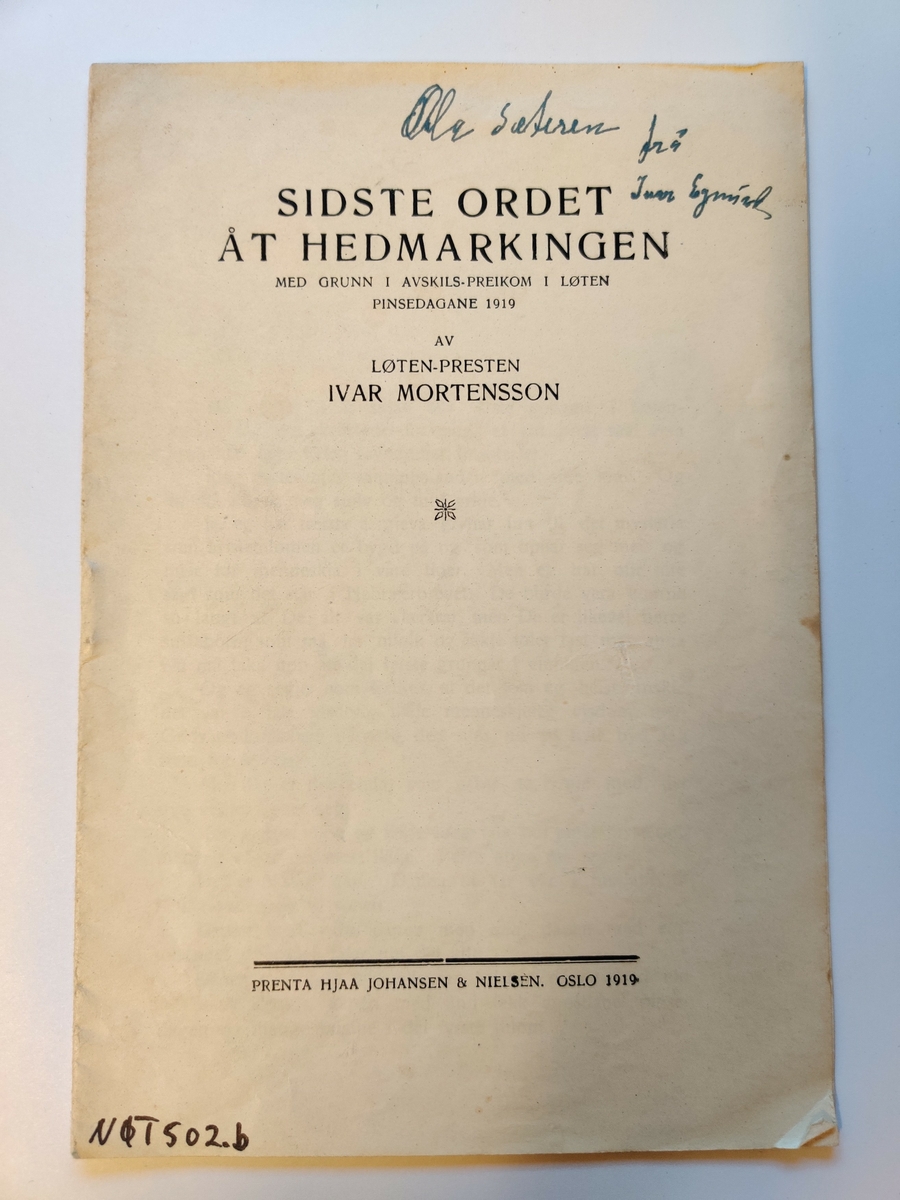 Ola Sæteren
frå
Ivar Egnund
SIDSTE ORDET
ÅT HEDMARKINGEN
MED GRUNN I AVSKILS-PREIKOM I LØTEN
PINSEDAGANE 1919
AV
LØTEN-PRESTEN
IVAR MORTENSSON
PRENTA HJAA JOHANSEN & NIELSEN. OSLO 1919
NØT502.b